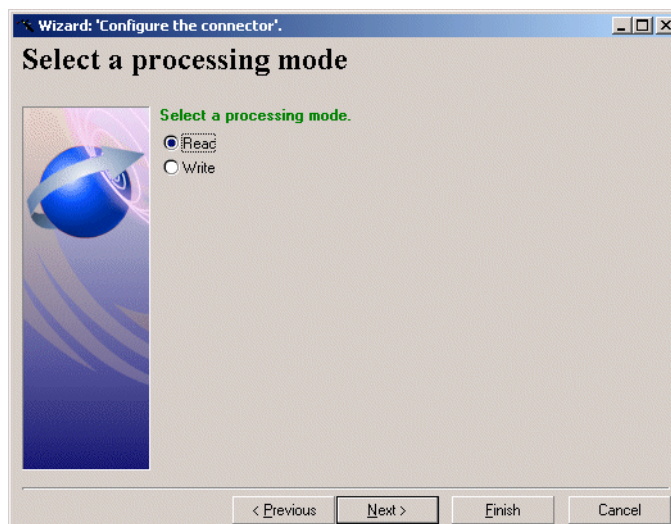 Wizard: 'Configure the connector'.
Select a processing mode
Select a processing mode.
Read
Write
< Previous Next > Finish Cancel